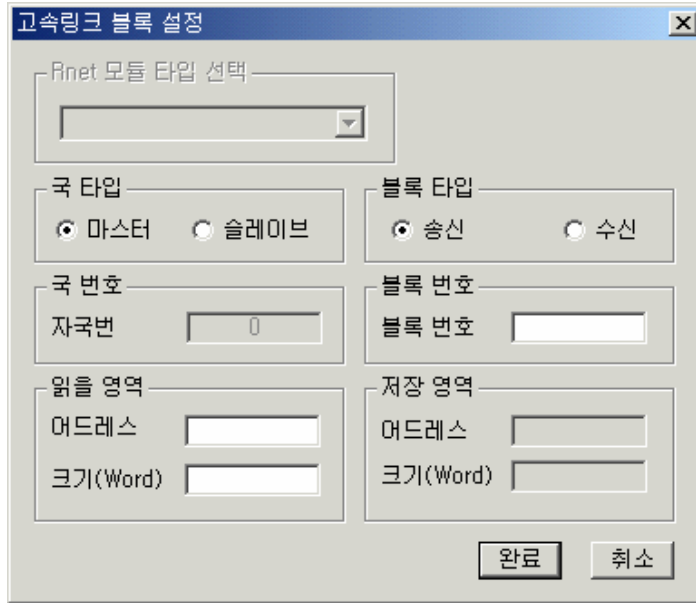 고속링크 블록 설정
Rnet 모듈 타입 선택
국 타입
마스터 슬레이브
블록 타입
송신 수신
국 번호
자국번 0
블록 번호
블록 번호
읽을 영역
어드레스
크기(Word)
저장 영역
어드레스
크기(Word)
완료 취소